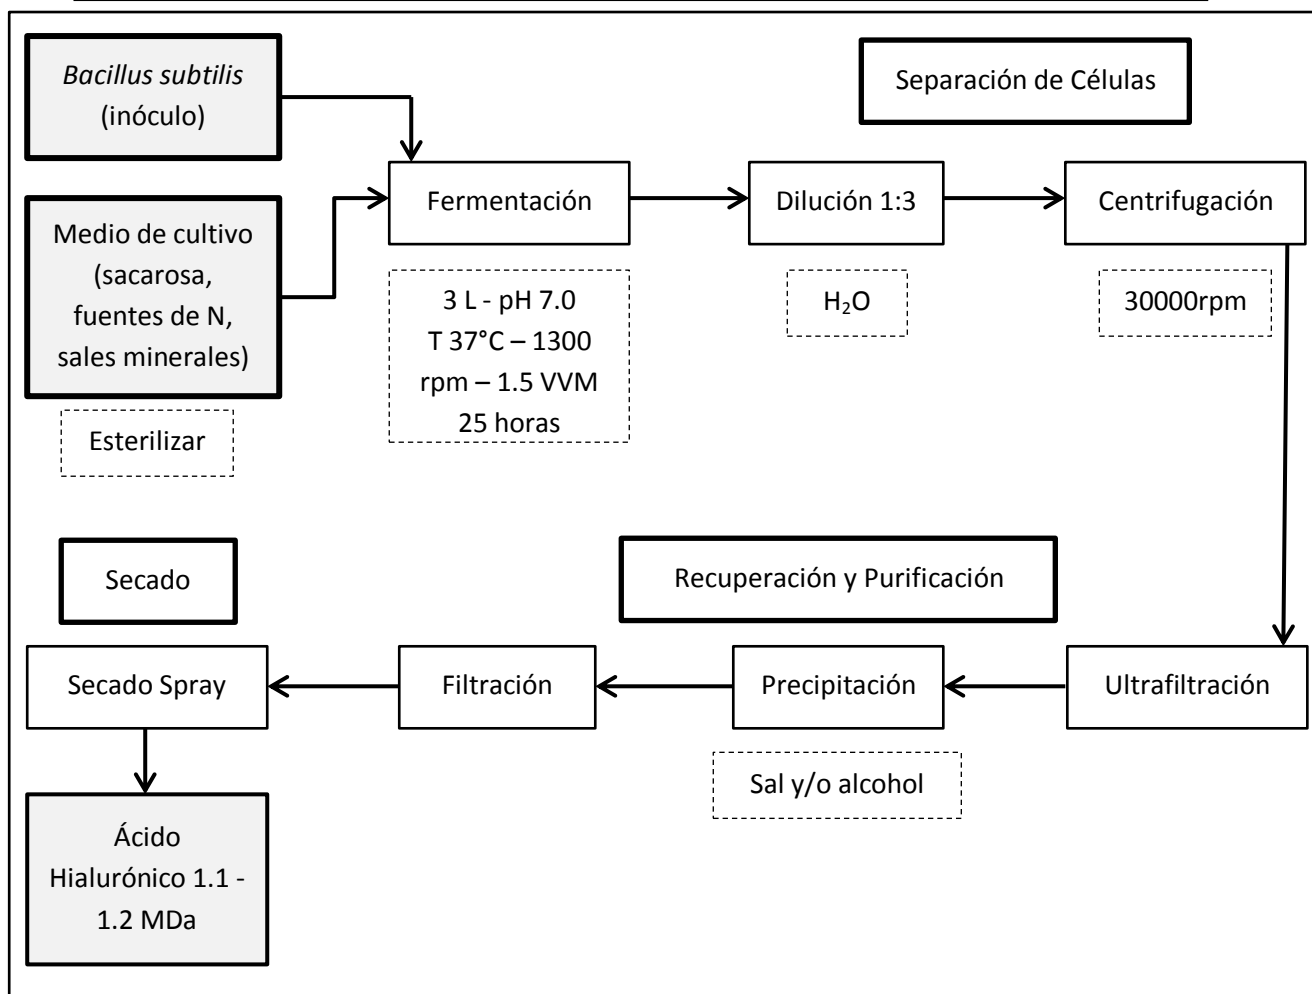 Bacillus subtilis
(inóculo)
Separación de Células
Medio de cultivo
(sacarosa,
fuentes de N,
sales minerales)
Esterilizar
Fermentación
3 L - pH 7.0
T 37°C – 1300
rpm – 1.5 VVM
25 horas
Dilución 1:3
H₂O
Centrifugación
30000rpm
Secado
Recuperación y Purificación
Secado Spray
Filtración
Precipitación
Ultrafiltración
Sal y/o alcohol
Ácido
Hialurónico 1.1 -
1.2 MDa